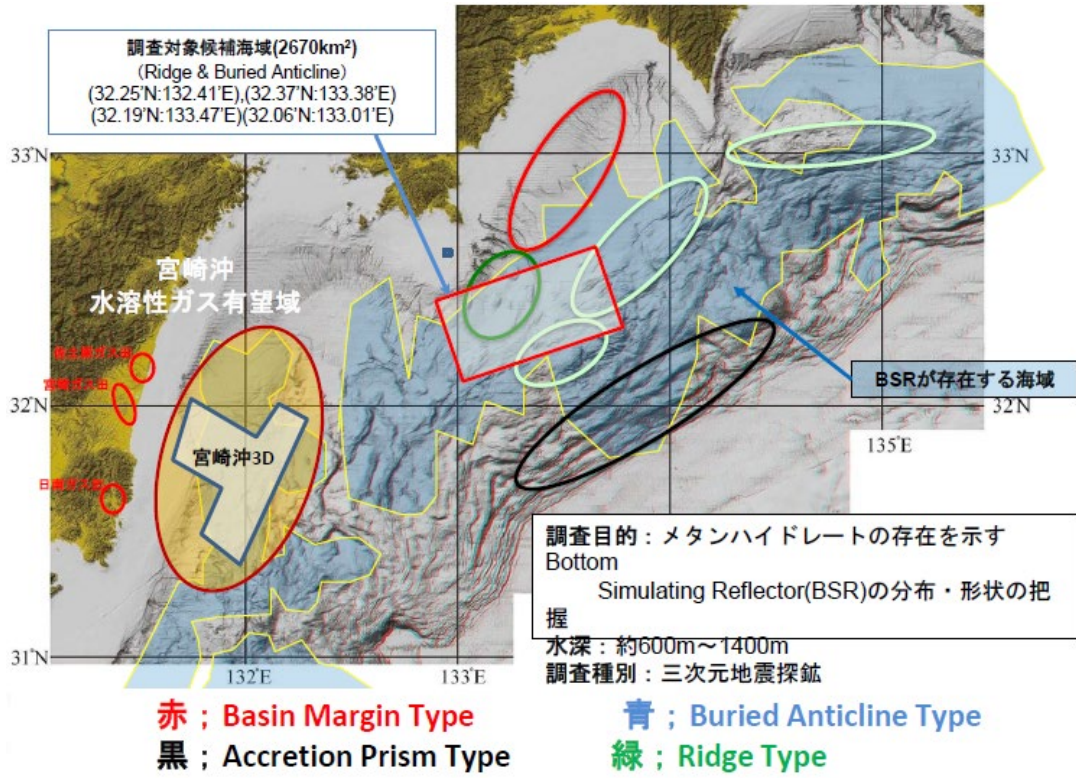 調査対象候補海域(2670km²)
(Ridge & Buried Anticline)
(32.25'N:132.41'E),(32.37'N:133.38'E)
(32.19'N:133.47'E)(32.06'N:133.01'E)
33°N
33°N
宮崎沖
水溶性ガス有望域
宮崎ガス田
日南ガス田
宮崎沖3D
BSRが存在する海域
32°N
32°N
135°E
調査目的：メタンハイドレートの存在を示す
Bottom
Simulating Reflector(BSR)の分布・形状の把
握
水深：約600m～1400m
調査種別：三次元地震探鉱
31°N
132°E
133°E
赤；Basin Margin Type
青；Buried Anticline Type
黒；Accretion Prism Type
緑；Ridge Type